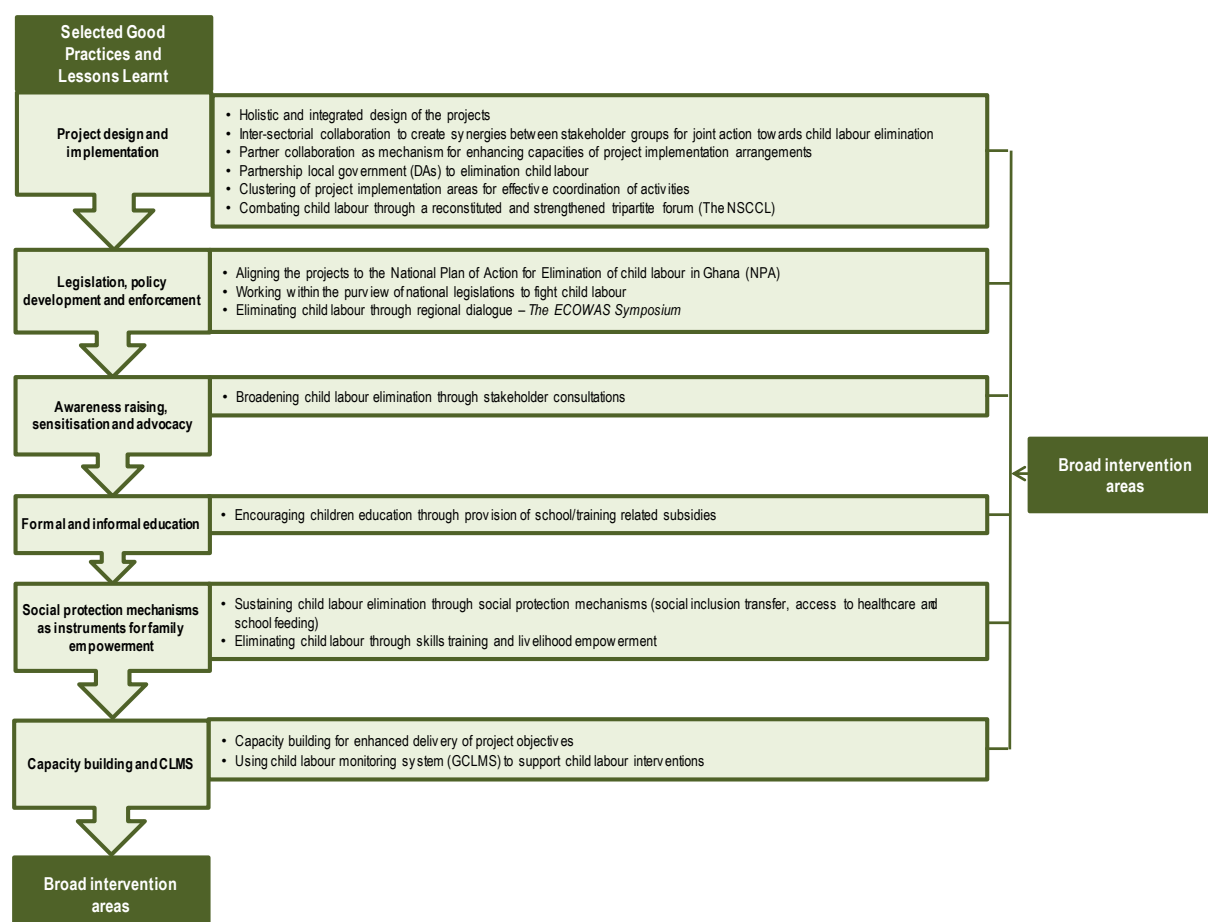 Selected Good
Practices and
Lessons Learnt
Project design and
implementation
• Holistic and integrated design of the projects
• Inter-sectorial collaboration to create synergies between stakeholder groups for joint action towards child labour elimination
• Partner collaboration as mechanism for enhancing capacities of project implementation arrangements
• Partnership local government (DAs) to elimination child labour
• Clustering of project implementation areas for effective coordination of activities
• Combating child labour through a reconstituted and strengthened tripartite forum (The NSCCL)
Legislation, policy
development and enforcement
• Aligning the projects to the National Plan of Action for Elimination of child labour in Ghana (NPA)
• Working within the purview of national legislations to fight child labour
• Eliminating child labour through regional dialogue – The ECOWAS Symposium
Awareness raising,
sensitisation and advocacy
• Broadening child labour elimination through stakeholder consultations
Broad intervention
areas
Formal and informal education
• Encouraging children education through provision of school/training related subsidies
Social protection mechanisms
as instruments for family
empowerment
• Sustaining child labour elimination through social protection mechanisms (social inclusion transfer, access to healthcare and
school feeding)
• Eliminating child labour through skills training and livelihood empowerment
Capacity building and CLMS
• Capacity building for enhanced delivery of project objectives
• Using child labour monitoring system (GCLMS) to support child labour interventions
Broad intervention
areas